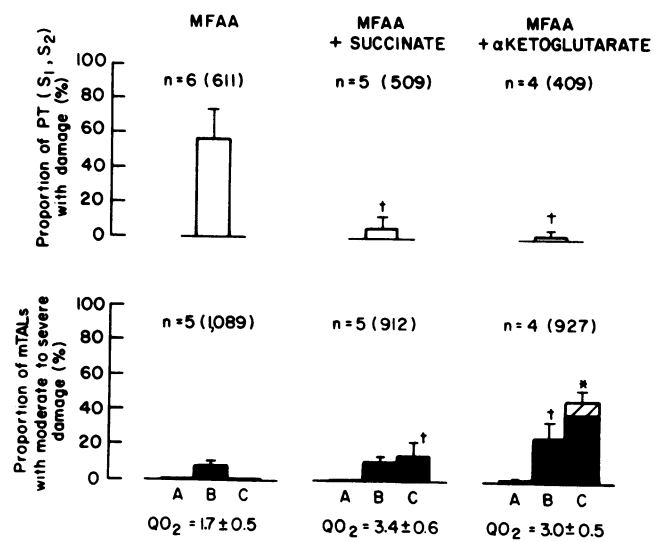 MFAA
MFAA
+ SUCCINATE
MFAA
+ αKETOGLUTARATE
Proportion of PT (S1, S2)
with damage (%)
100
80
60
40
20
0
n=6 (611)
n=5 (509)
n=4 (409)
†
†
Proportion of mTALs
with moderate to severe
damage (%)
100
80
60
40
20
0
n=5 (1,089)
n=5 (912)
n=4 (927)
†
†
*
A B C
A B C
A B C
QO2 = 1.7±0.5
QO2 = 3.4±0.6
QO2 = 3.0±0.5